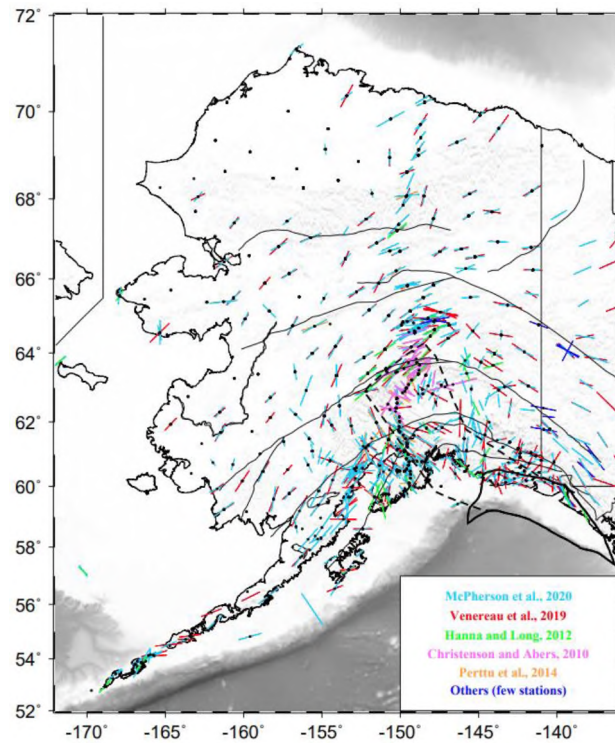 72°
70°
68°
66°
64°
62°
60°
58°
56°
54°
52°
McPherson et al., 2020
Venereau et al., 2019
Hanna and Long, 2012
Christenson and Abers, 2010
Perttu et al., 2014
Others (few stations)
-170° -165° -160° -155° -150° -145° -140°